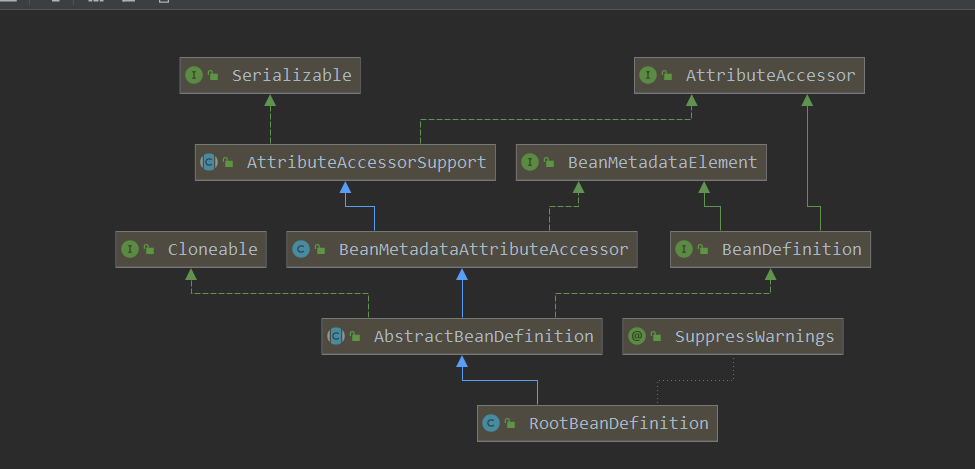 Serializable
AttributeAccessor
AttributeAccessorSupport
BeanMetadataElement
Cloneable
BeanMetadataAttributeAccessor
BeanDefinition
AbstractBeanDefinition
SuppressWarnings
RootBeanDefinition